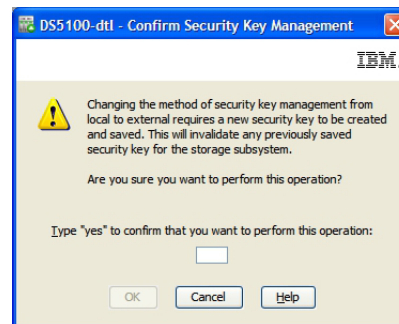 DS5100-dtl - Confirm Security Key Management
IBM.
Changing the method of security key management from
local to external requires a new security key to be created
and saved. This will invalidate any previously saved
security key for the storage subsystem.
Are you sure you want to perform this operation?
Type "yes" to confirm that you want to perform this operation:
OK Cancel Help